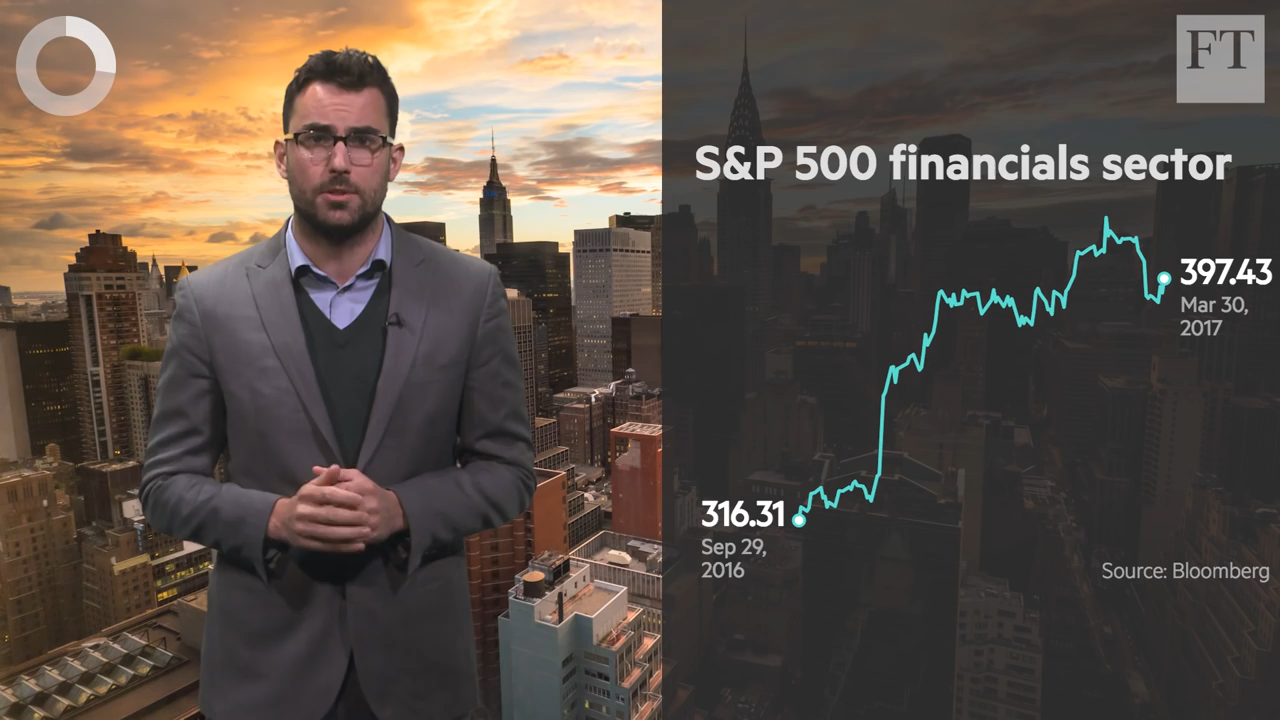 FT
S&P 500 financials sector
397.43
Mar 30,
2017
316.31
Sep 29,
2016
Source: Bloomberg